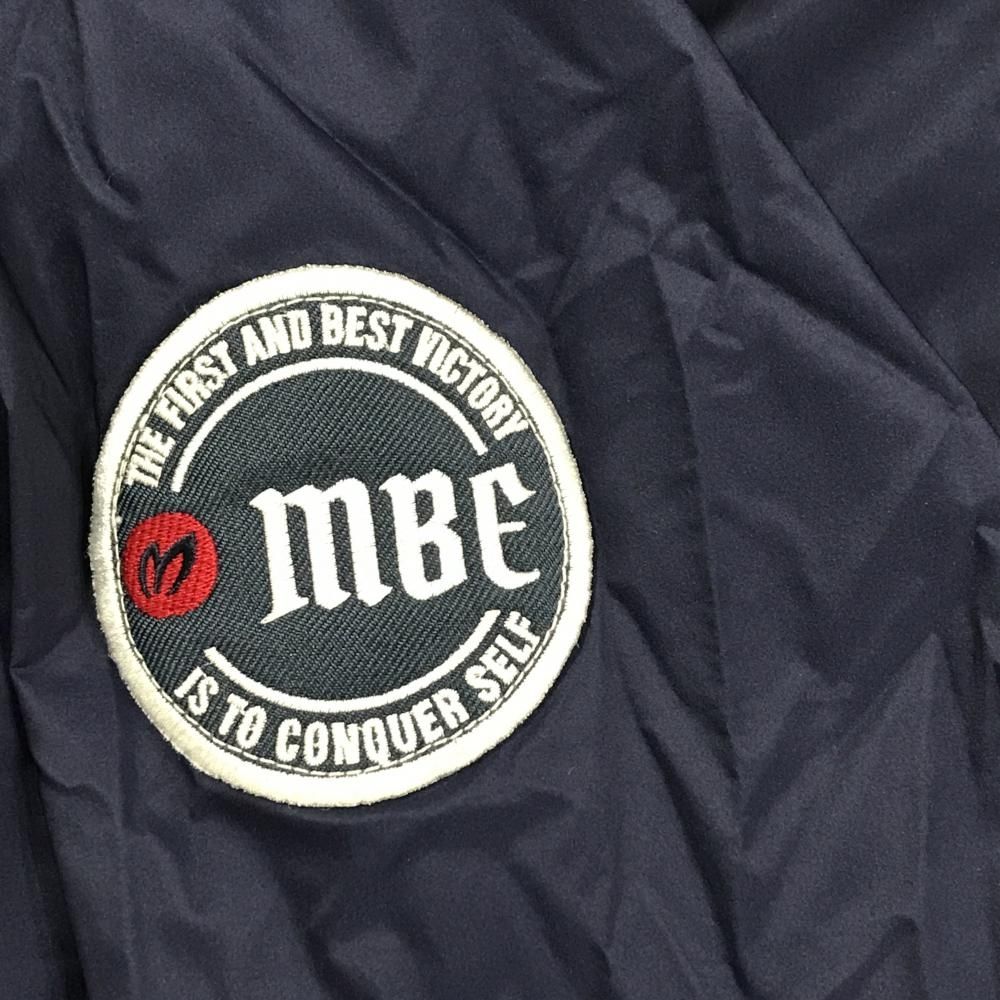 THE FIRST AND BEST VICTORY
MBE
IS TO CONQUER SELF